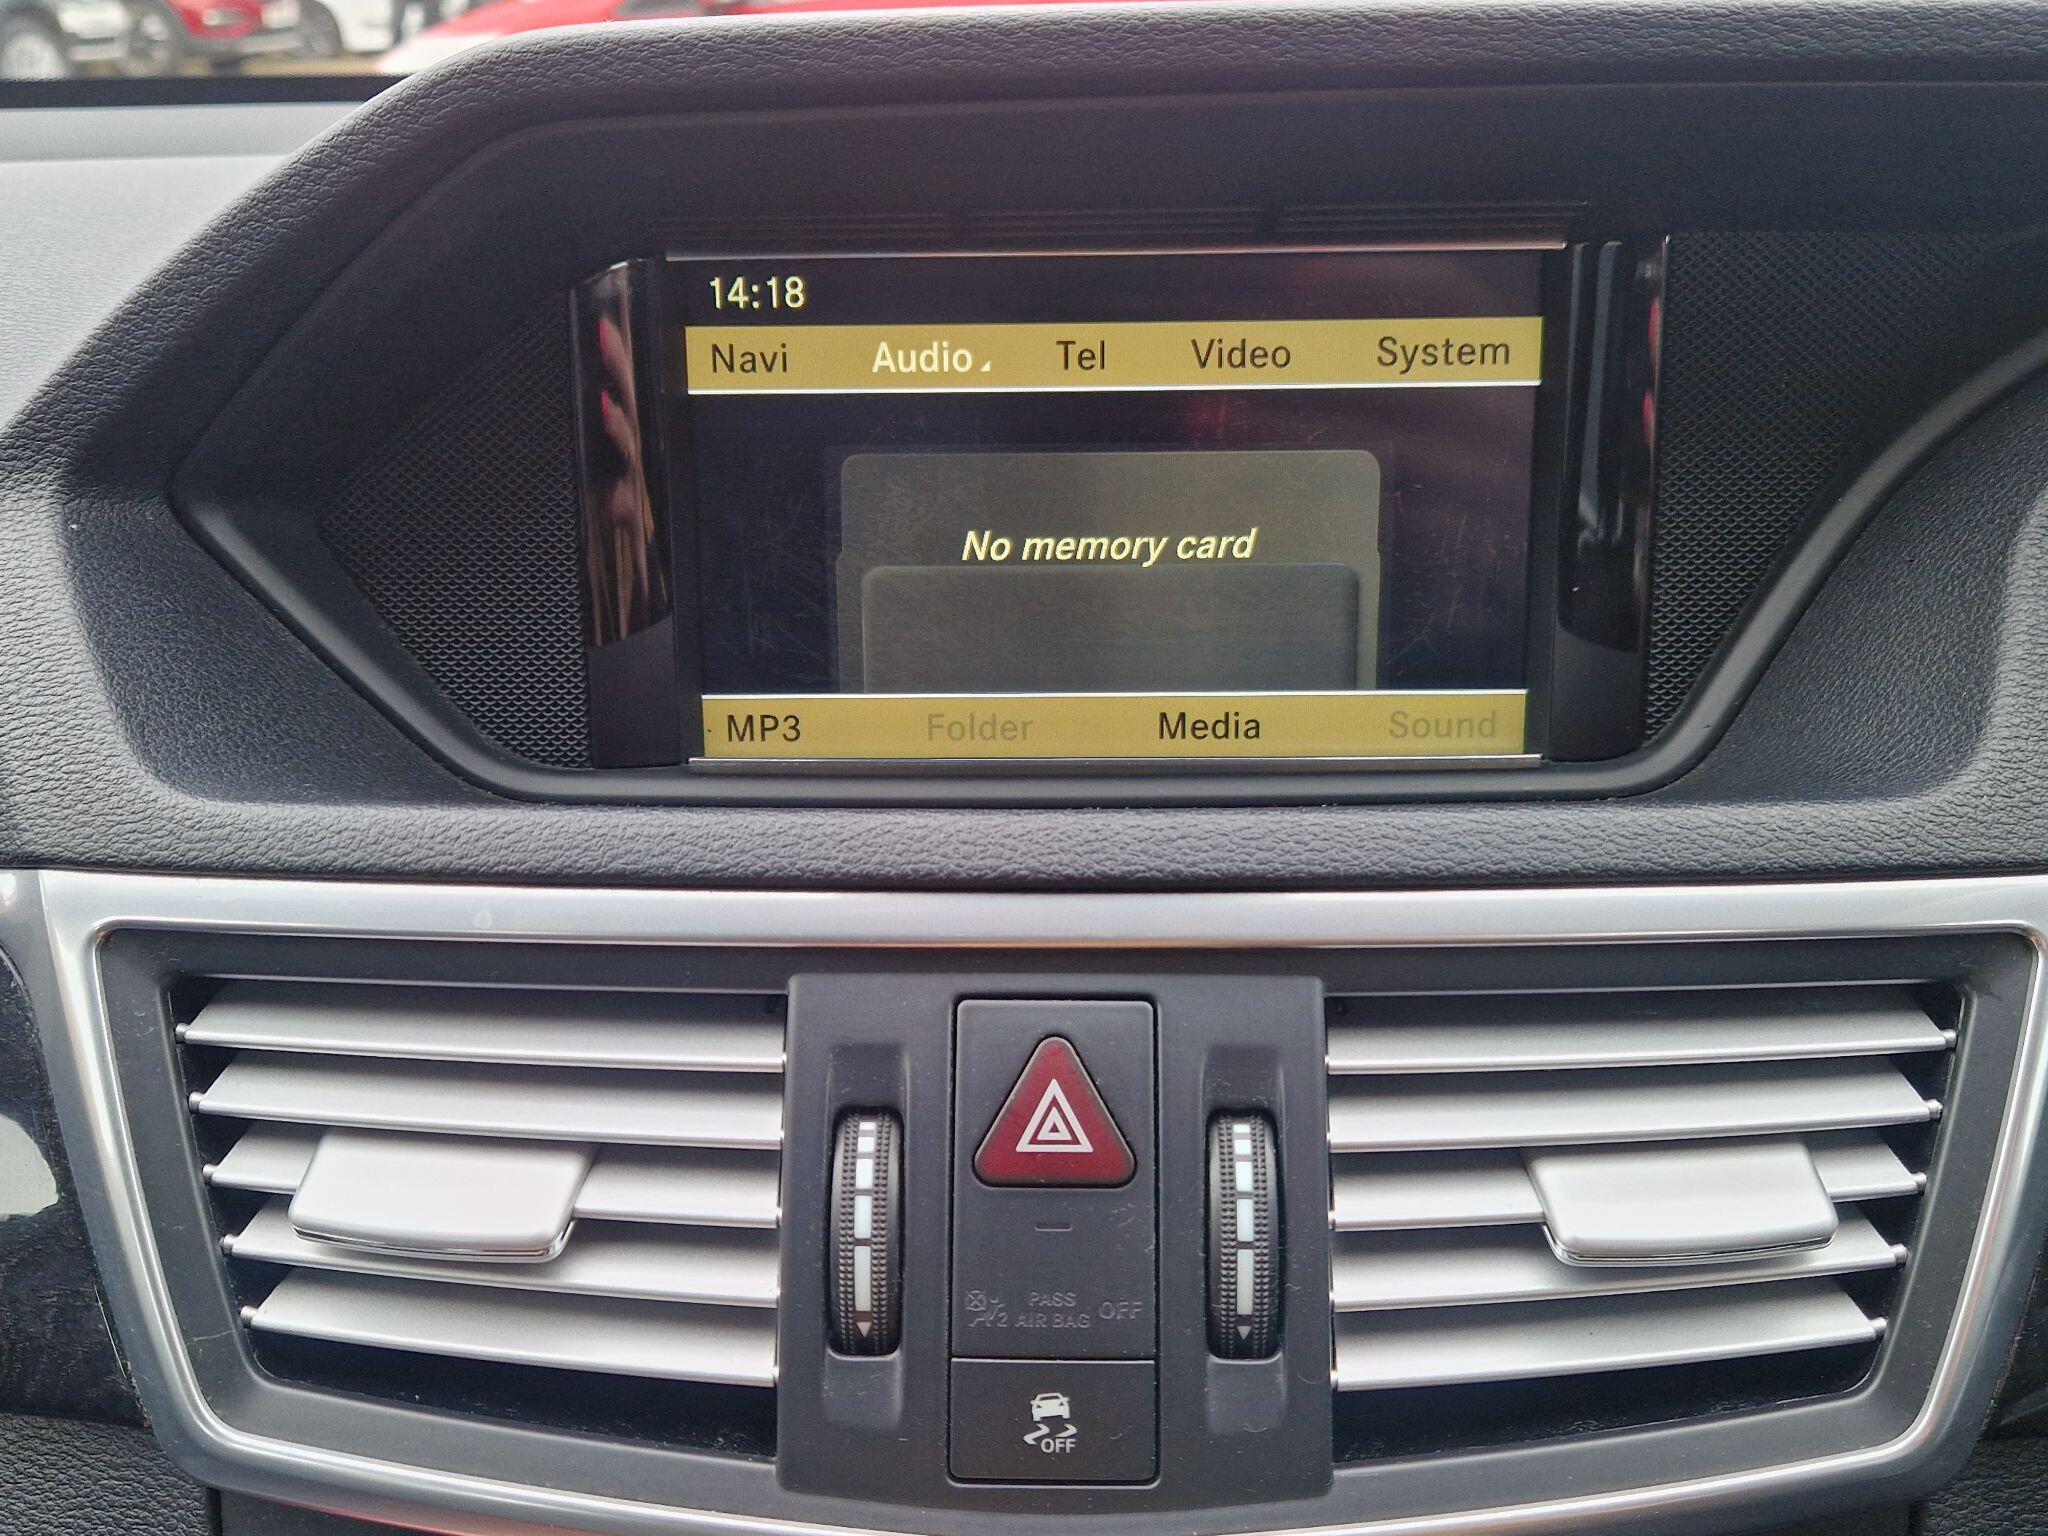 14:18
Navi Audio Tel Video System
No memory card
MP3 Folder Media Sound
PASS
2 AIR BAG OFF
OFF